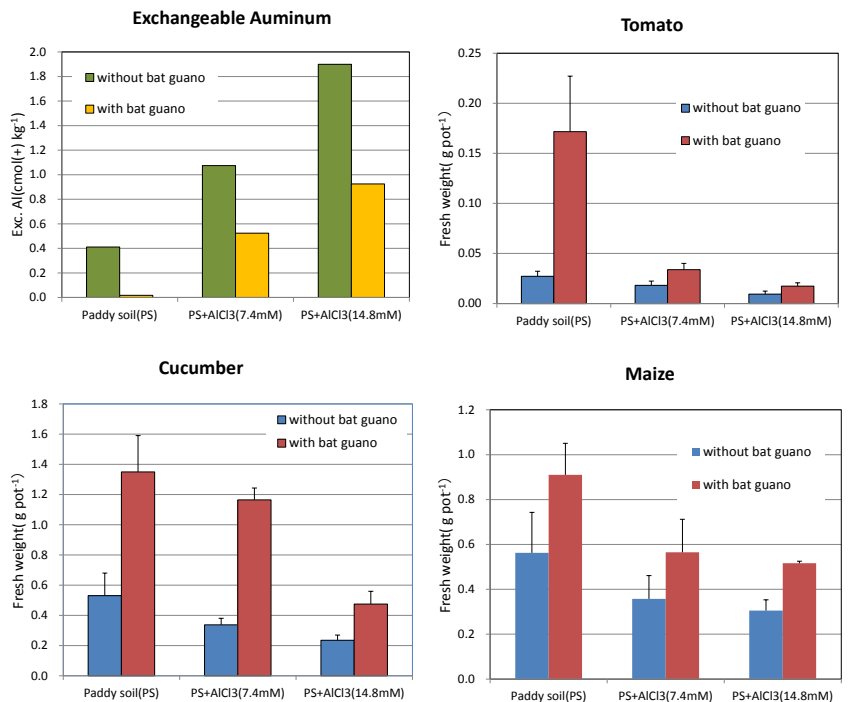 Exchangeable Auminum
Exc. Al(cmol(+) kg-1)
2.0
1.8
1.6
1.4
1.2
1.0
0.8
0.6
0.4
0.2
0.0
without bat guano
with bat guano
Paddy soil(PS) PS+AlCl3(7.4mM) PS+AlCl3(14.8mM)
Tomato
Fresh weight( g pot-1)
0.25
0.20
0.15
0.10
0.05
0.00
without bat guano
with bat guano
Paddy soil(PS) PS+AlCl3(7.4mM) PS+AlCl3(14.8mM)
Cucumber
Fresh weight( g pot-1)
1.8
1.6
1.4
1.2
1.0
0.8
0.6
0.4
0.2
0.0
without bat guano
with bat guano
Paddy soil(PS) PS+AlCl3(7.4mM) PS+AlCl3(14.8mM)
Maize
Fresh weight( g pot-1)
1.2
1.0
0.8
0.6
0.4
0.2
0.0
without bat guano
with bat guano
Paddy soil(PS) PS+AlCl3(7.4mM) PS+AlCl3(14.8mM)